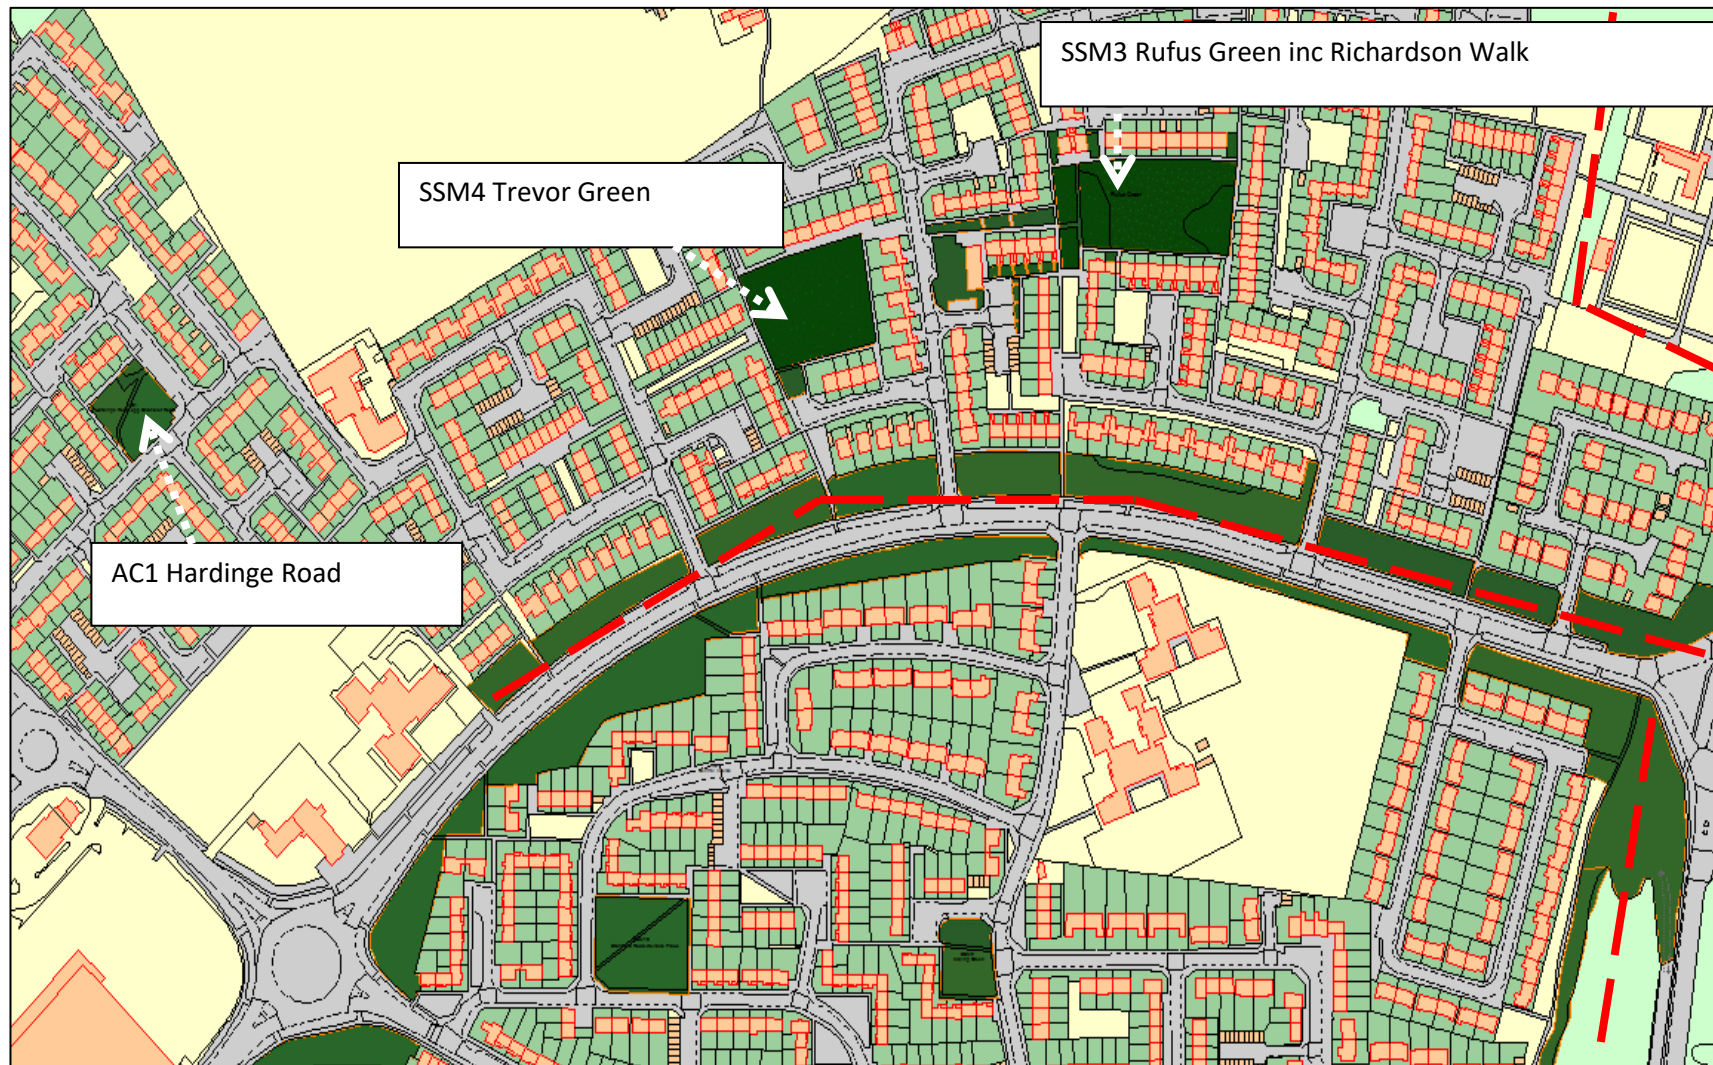 SSM3 Rufus Green inc Richardson Walk
SSM4 Trevor Green
AC1 Hardinge Road